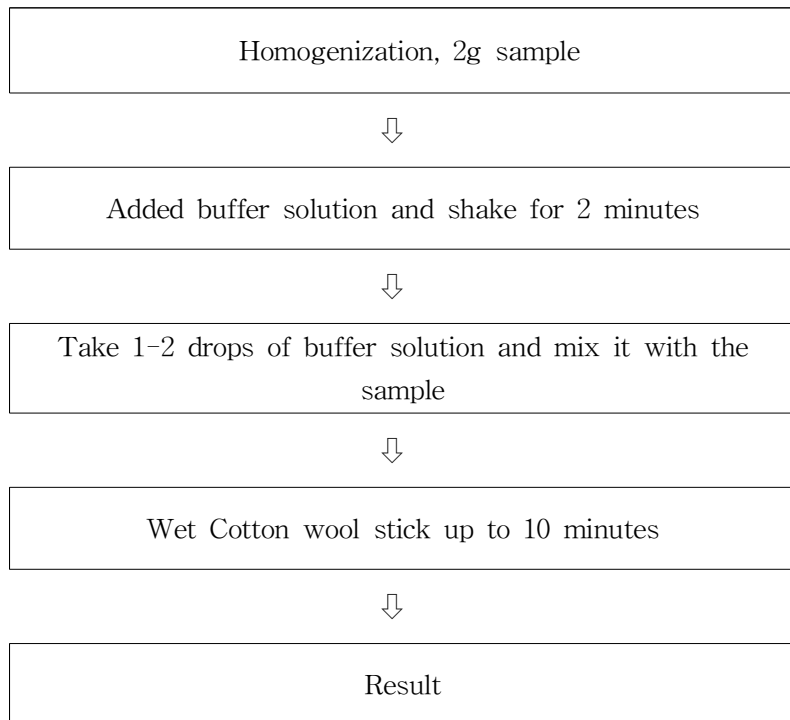 Homogenization, 2g sample
⇩
Added buffer solution and shake for 2 minutes
⇩
Take 1-2 drops of buffer solution and mix it with the
sample
⇩
Wet Cotton wool stick up to 10 minutes
⇩
Result